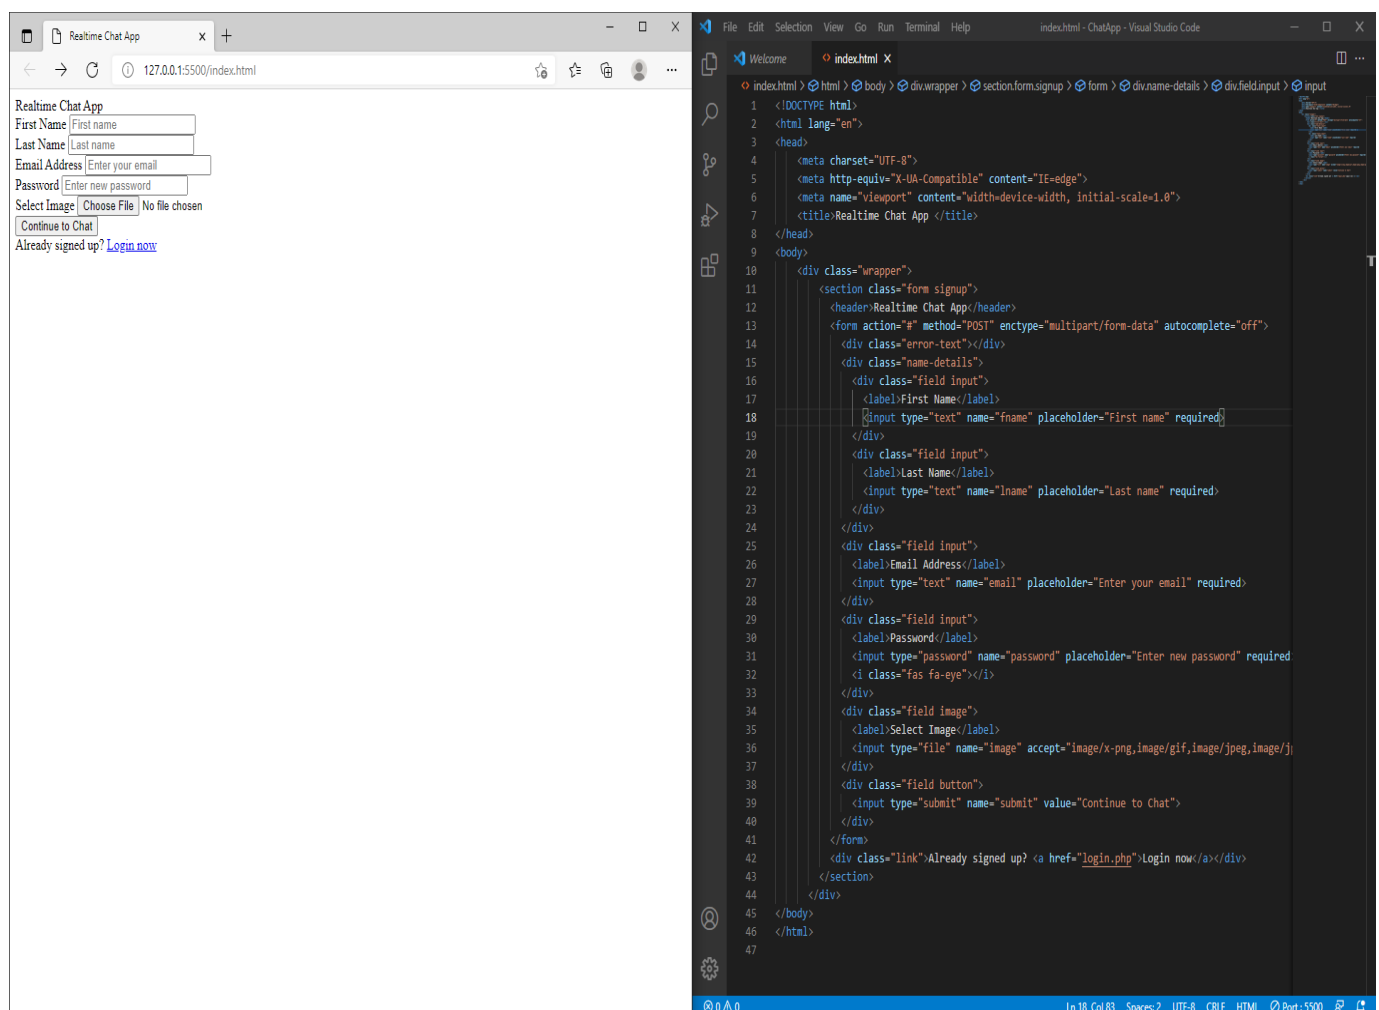 Realtime Chat App
127.0.0.1:5500/index.html
Realtime Chat App
First Name First name
Last Name Last name
Email Address Enter your email
Password Enter new password
Select Image Choose File No file chosen
Continue to Chat
Already signed up? Login now
File Edit Selection View Go Run Terminal Help index.html - ChatApp - Visual Studio Code
Welcome index.html
index.html > html > body > div.wrapper > section.form.signup > form > div.name-details > div.field.input > input
1 <!DOCTYPE html>
2 <html lang="en">
3 <head>
4 <meta charset="UTF-8">
5 <meta http-equiv="X-UA-Compatible" content="IE=edge">
6 <meta name="viewport" content="width=device-width, initial-scale=1.0">
7 <title>Realtime Chat App </title>
8 </head>
9 <body>
10 <div class="wrapper">
11 <section class="form signup">
12 <header>Realtime Chat App</header>
13 <form action="#" method="POST" enctype="multipart/form-data" autocomplete="off">
14 <div class="error-text"></div>
15 <div class="name-details">
16 <div class="field input">
17 <label>First Name</label>
18 <input type="text" name="fname" placeholder="First name" required>
19 </div>
20 <div class="field input">
21 <label>Last Name</label>
22 <input type="text" name="lname" placeholder="Last name" required>
23 </div>
24 </div>
25 <div class="field input">
26 <label>Email Address</label>
27 <input type="text" name="email" placeholder="Enter your email" required>
28 </div>
29 <div class="field input">
30 <label>Password</label>
31 <input type="password" name="password" placeholder="Enter new password" required
32 <i class="fas fa-eye"></i>
33 </div>
34 <div class="field image">
35 <label>Select Image</label>
36 <input type="file" name="image" accept="image/x-png,image/gif,image/jpeg,image/j
37 </div>
38 <div class="field button">
39 <input type="submit" name="submit" value="Continue to Chat">
40 </div>
41 </form>
42 <div class="link">Already signed up? <a href="login.php">Login now</a></div>
43 </section>
44 </div>
45 </body>
46 </html>
47
0 0 Ln 18, Col 83 Spaces: 2 UTF-8 CRLF HTML Port : 5500